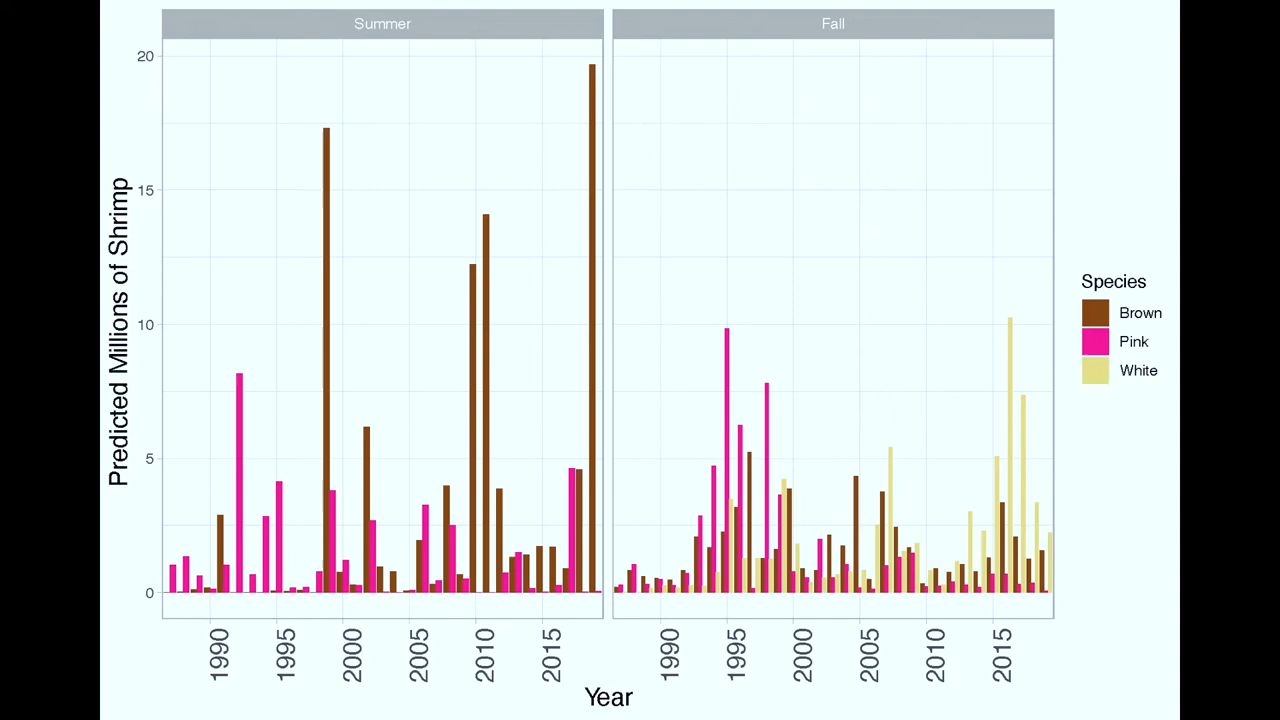 Summer
Fall
20
15
10
5
0
Predicted Millions of Shrimp
1990
1995
2000
2005
2010
2015
1990
1995
2000
2005
2010
2015
Year
Species
Brown
Pink
White